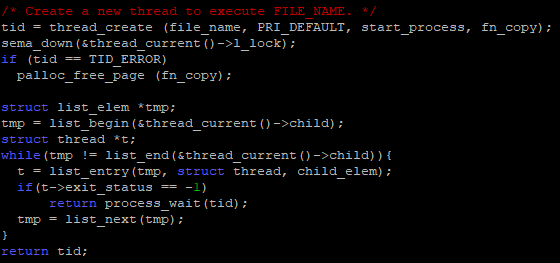 /* Create a new thread to execute FILE_NAME. */
tid = thread_create (file_name, PRI_DEFAULT, start_process, fn_copy);
sema_down(&thread_current()->l_lock);
if (tid == TID_ERROR)
  palloc_free_page (fn_copy);

struct list_elem *tmp;
tmp = list_begin(&thread_current()->child);
struct thread *t;
while(tmp != list_end(&thread_current()->child)){
  t = list_entry(tmp, struct thread, child_elem);
  if(t->exit_status == -1)
      return process_wait(tid);
  tmp = list_next(tmp);
}
return tid;